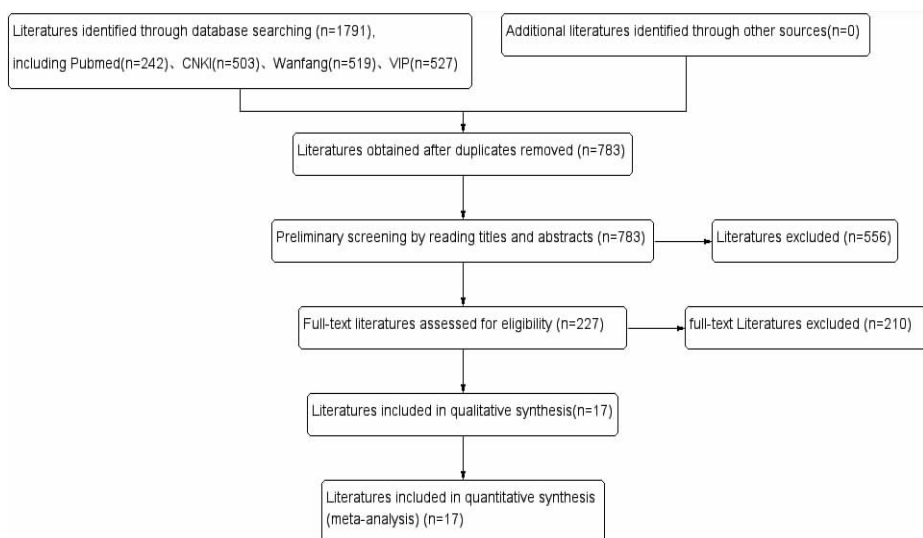 Literatures identified through database searching (n=1791),
including Pubmed(n=242)、CNKI(n=503)、Wanfang(n=519)、VIP(n=527)
Additional literatures identified through other sources(n=0)
Literatures obtained after duplicates removed (n=783)
Preliminary screening by reading titles and abstracts (n=783)
Literatures excluded (n=556)
Full-text literatures assessed for eligibility (n=227)
full-text Literatures excluded (n=210)
Literatures included in qualitative synthesis(n=17)
Literatures included in quantitative synthesis
(meta-analysis) (n=17)